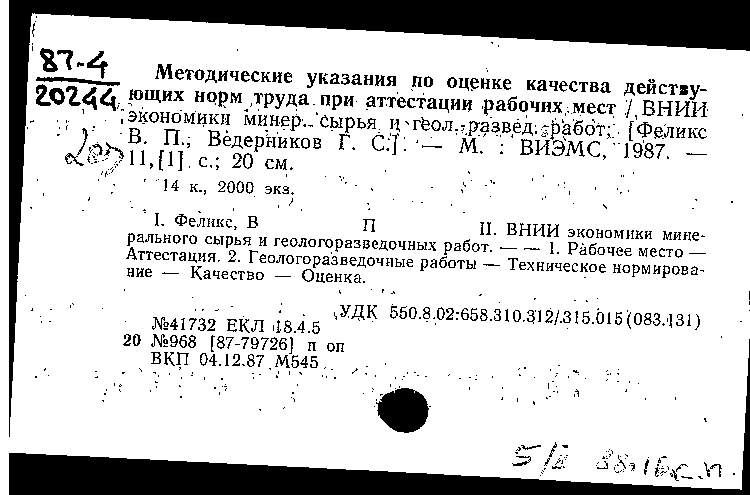 87-4
20244
Методические указания по оценке качества действу-
ющих норм труда при аттестации рабочих мест / ВНИИ
экономики минер. сырья и геол.-развед. работ; [Феликс
В. П.; Ведерников Г. С.]. — М. : ВИЭМС, 1987. —
11,[1] с.; 20 см.
14 к., 2000 экз.
I. Феликс, В П II. ВНИИ экономики мине-
рального сырья и геологоразведочных работ. — — 1. Рабочее место —
Аттестация. 2. Геологоразведочные работы — Техническое нормирова-
ние — Качество — Оценка.
УДК 550.8.02:658.310.312/.315.015(083.131)
№41732 ЕКЛ 18.4.5
20 №968 [87-79726] п оп
ВКП 04.12.87 М545